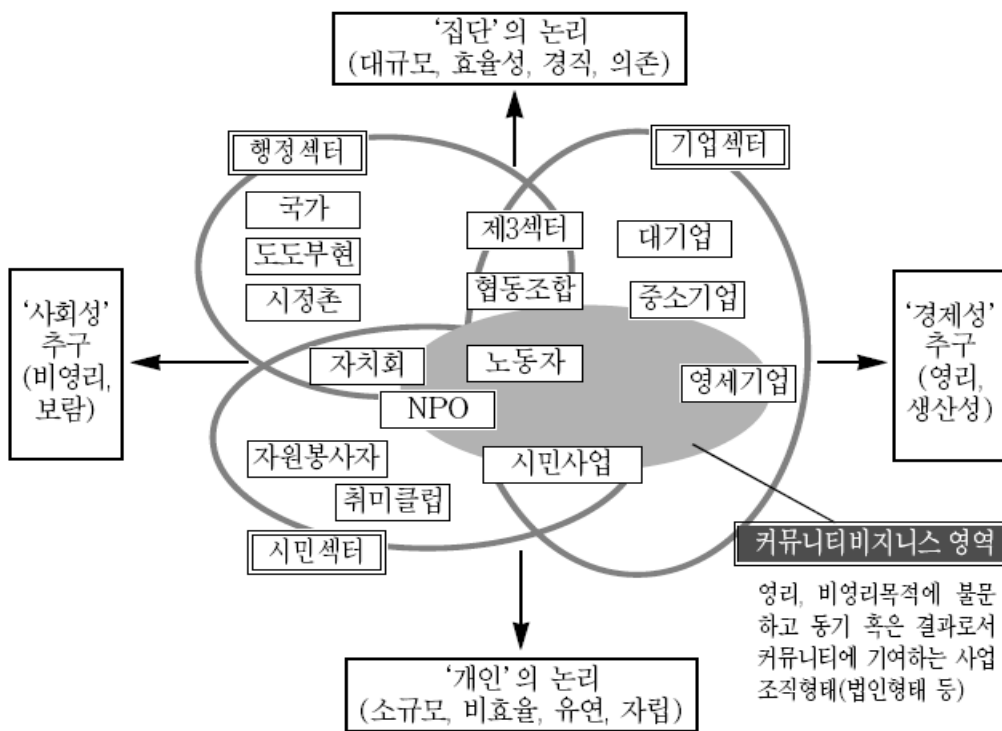 ‘집단’의 논리
(대규모, 효율성, 경직, 의존)
행정섹터
기업섹터
국가
제3섹터
대기업
도도부현
협동조합
중소기업
시정촌
‘사회성’
추구
(비영리,
보람)
‘경제성’
추구
(영리,
생산성)
자치회
노동자
영세기업
NPO
자원봉사자
시민사업
취미클럽
시민섹터
커뮤니티비지니스 영역
영리, 비영리목적에 불문
하고 동기 혹은 결과로서
커뮤니티에 기여하는 사업
조직형태(법인형태 등)
‘개인’의 논리
(소규모, 비효율, 유연, 자립)